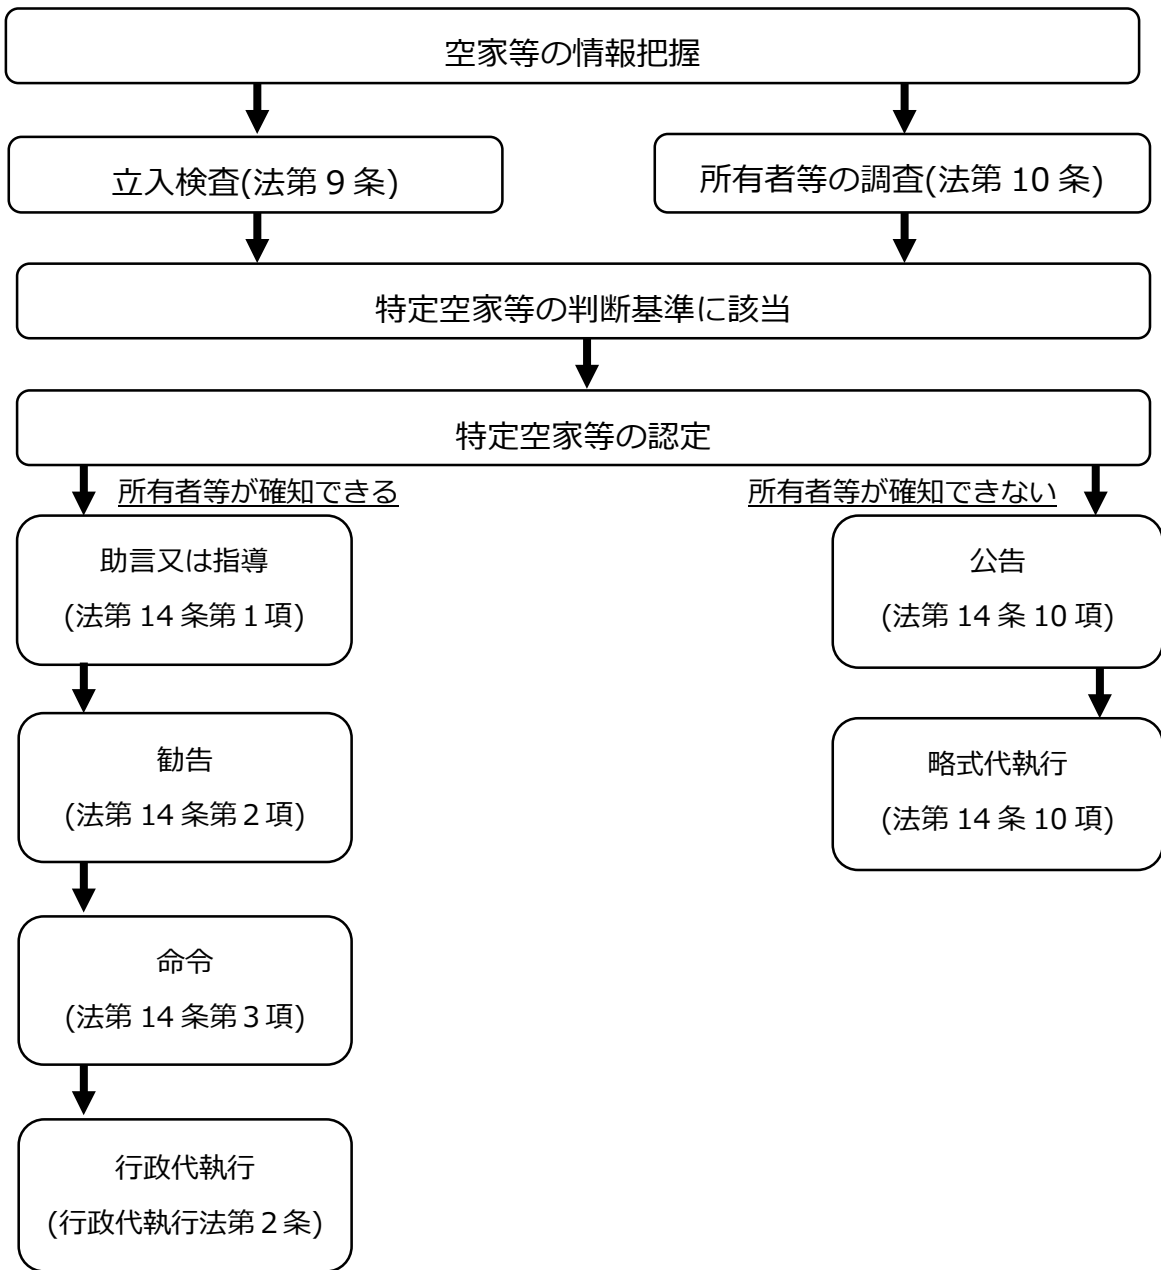 空家等の情報把握
立入検査(法第９条)
所有者等の調査(法第 10 条)
特定空家等の判断基準に該当
特定空家等の認定
所有者等が確知できる
所有者等が確知できない
助言又は指導
(法第 14 条第１項)
公告
(法第 14 条 10 項)
勧告
(法第 14 条第２項)
略式代執行
(法第 14 条 10 項)
命令
(法第 14 条第３項)
行政代執行
(行政代執行法第２条)